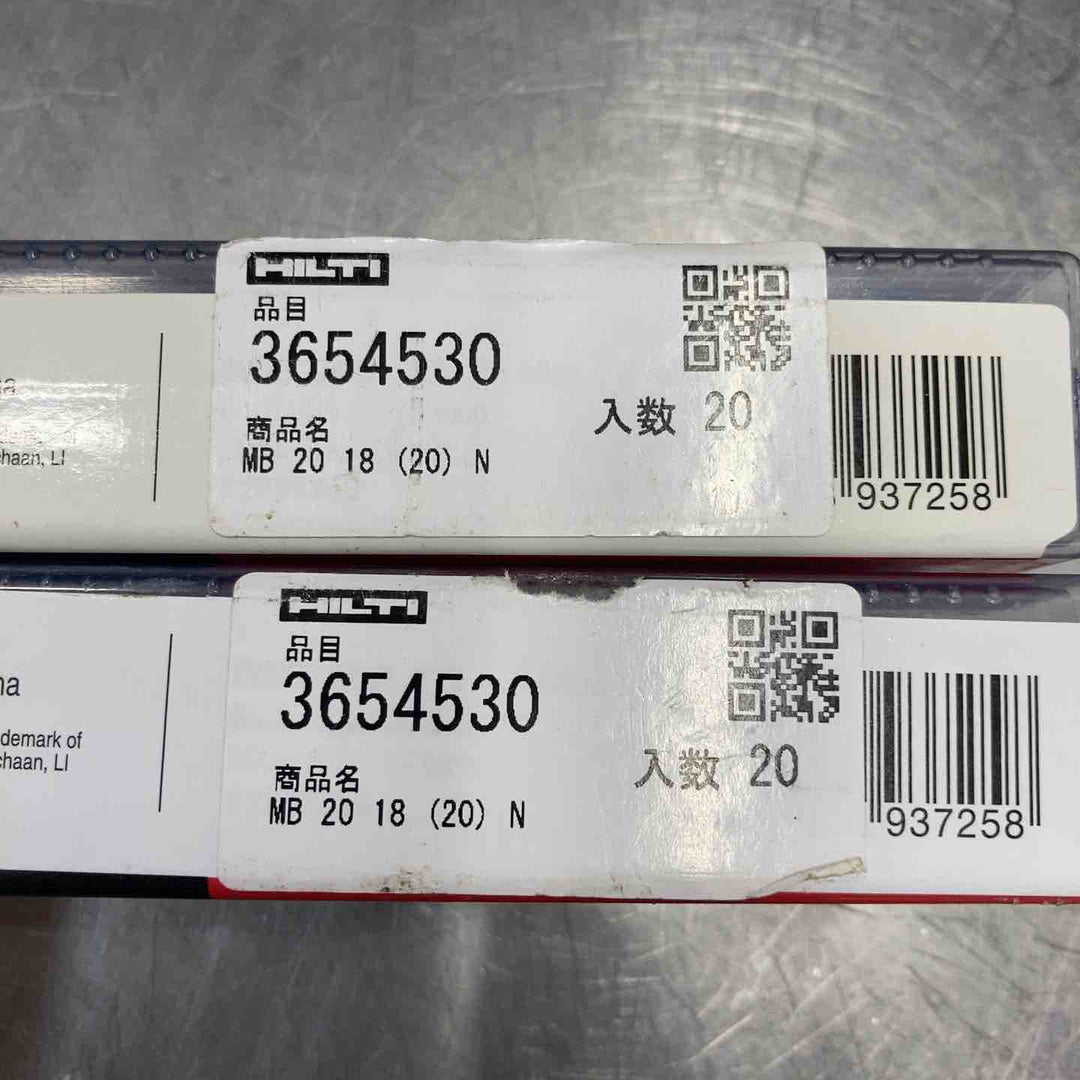 HILTI
品目
3654530
商品名
MB 20 18 (20) N
入数 20
937258
chaan, LI
HILTI
品目
3654530
商品名
MB 20 18 (20) N
入数 20
937258
na
demark of
chaan, LI